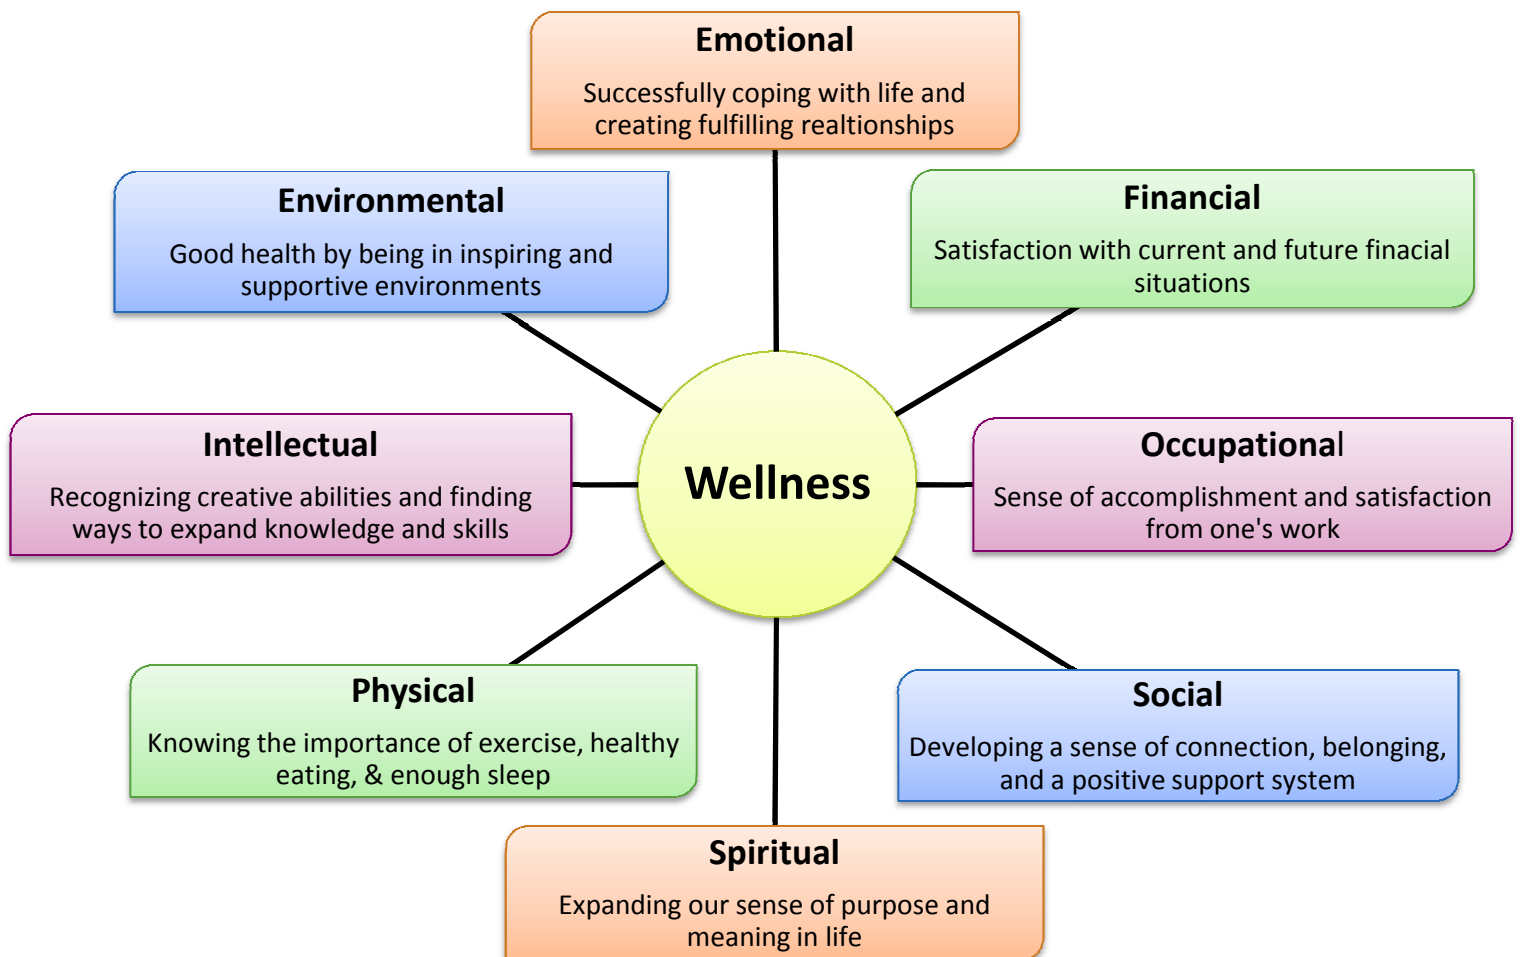 Emotional
Successfully coping with life and
creating fulfilling realtionships
Environmental
Good health by being in inspiring and
supportive environments
Financial
Satisfaction with current and future finacial
situations
Intellectual
Recognizing creative abilities and finding
ways to expand knowledge and skills
Wellness
Occupational
Sense of accomplishment and satisfaction
from one's work
Physical
Knowing the importance of exercise, healthy
eating, & enough sleep
Social
Developing a sense of connection, belonging,
and a positive support system
Spiritual
Expanding our sense of purpose and
meaning in life